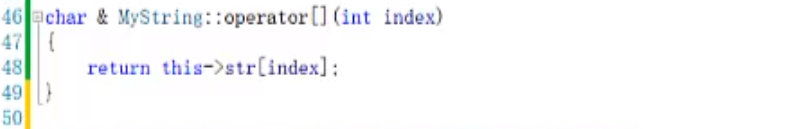 46 char & MyString::operator[](int index)
47 {
48 return this->str[index];
49 }
50